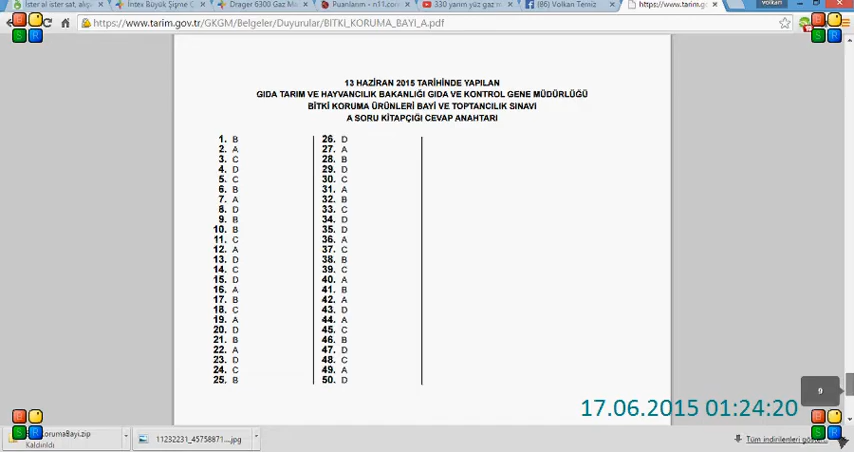 ister al ister sat, alışv
İntex Büyük Şişme Ç
Drager 6300 Gaz Ma
Puanlarım - n11.com
330 yarım yüz gaz m
(86) Volkan Temiz
https://www.tarim.gov
volkan
https://www.tarim.gov.tr/GKGM/Belgeler/Duyurular/BITKI_KORUMA_BAYI_A.pdf
13 HAZİRAN 2015 TARİHİNDE YAPILAN
GIDA TARIM VE HAYVANCILIK BAKANLIĞI GIDA VE KONTROL GENE MÜDÜRLÜĞÜ
BİTKİ KORUMA ÜRÜNLERİ BAYİ VE TOPTANCILIK SINAVI
A SORU KİTAPÇIĞI CEVAP ANAHTARI
1. B
2. A
3. C
4. D
5. C
6. B
7. A
8. D
9. B
10. B
11. C
12. A
13. D
14. C
15. D
16. A
17. B
18. C
19. A
20. D
21. B
22. A
23. D
24. C
25. B
26. D
27. A
28. B
29. D
30. C
31. A
32. B
33. C
34. D
35. D
36. A
37. C
38. B
39. C
40. A
41. B
42. A
43. D
44. A
45. C
46. B
47. D
48. C
49. A
50. D
9
17.06.2015 01:24:20
B
S R
B
S R
B
S
B
S R
KorumaBayi.zip
Kaldırıldı
11232231_45758871....jpg
Tüm indirilenleri göster...